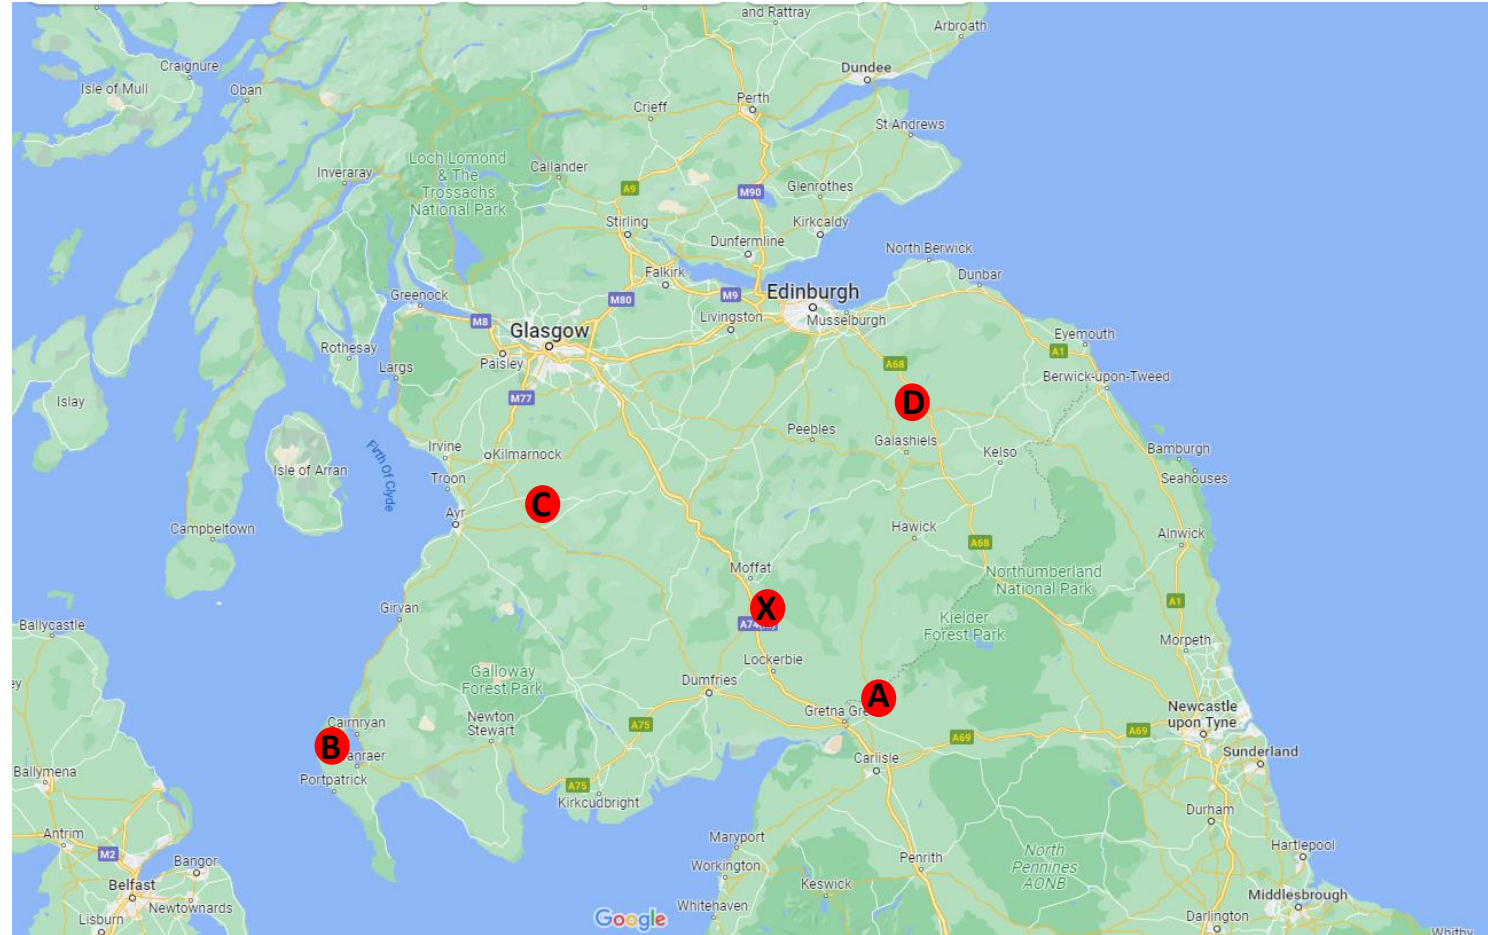 and Rattray
Arbroath
Craignure
Dundee
Isle of Mull
Oban
Perth
Crieff
St Andrews
Loch Lomond
& The
Trossachs
National Park
Callander
Inveraray
A9
M90
Glenrothes
Stirling
Kirkcaldy
Dunfermline
North Berwick
Falkirk
Dunbar
Greenock
M80
M9
Edinburgh
M8
Glasgow
Livingston
Musselburgh
Eyemouth
Rothesay
Paisley
A1
Largs
A68
Berwick-upon-Tweed
M77
Islay
D
Peebles
Galashiels
Irvine
Kilmarnock
Kelso
Bamburgh
Firth Of Clyde
Isle of Arran
Troon
Seahouses
C
Ayr
Campbeltown
Hawick
Alnwick
A68
Moffat
Northumberland
National Park
A1
Girvan
X
Kielder
Forest Park
Ballycastle
A74(M)
Morpeth
Lockerbie
Galloway
Forest Park
Dumfries
ey
A
Gretna Gre
Newcastle
upon Tyne
Cairnryan
Newton
Stewart
A75
A69
A69
B
anraer
Carlisle
Sunderland
Ballymena
Portpatrick
A75
Kirkcudbright
Durham
Antrim
Maryport
Hartlepool
M2
Bangor
Workington
Penrith
North
Pennines
AONB
Belfast
Keswick
Middlesbrough
Newtownards
Whitehaven
Lisburn
Google
Darlington
Whitby